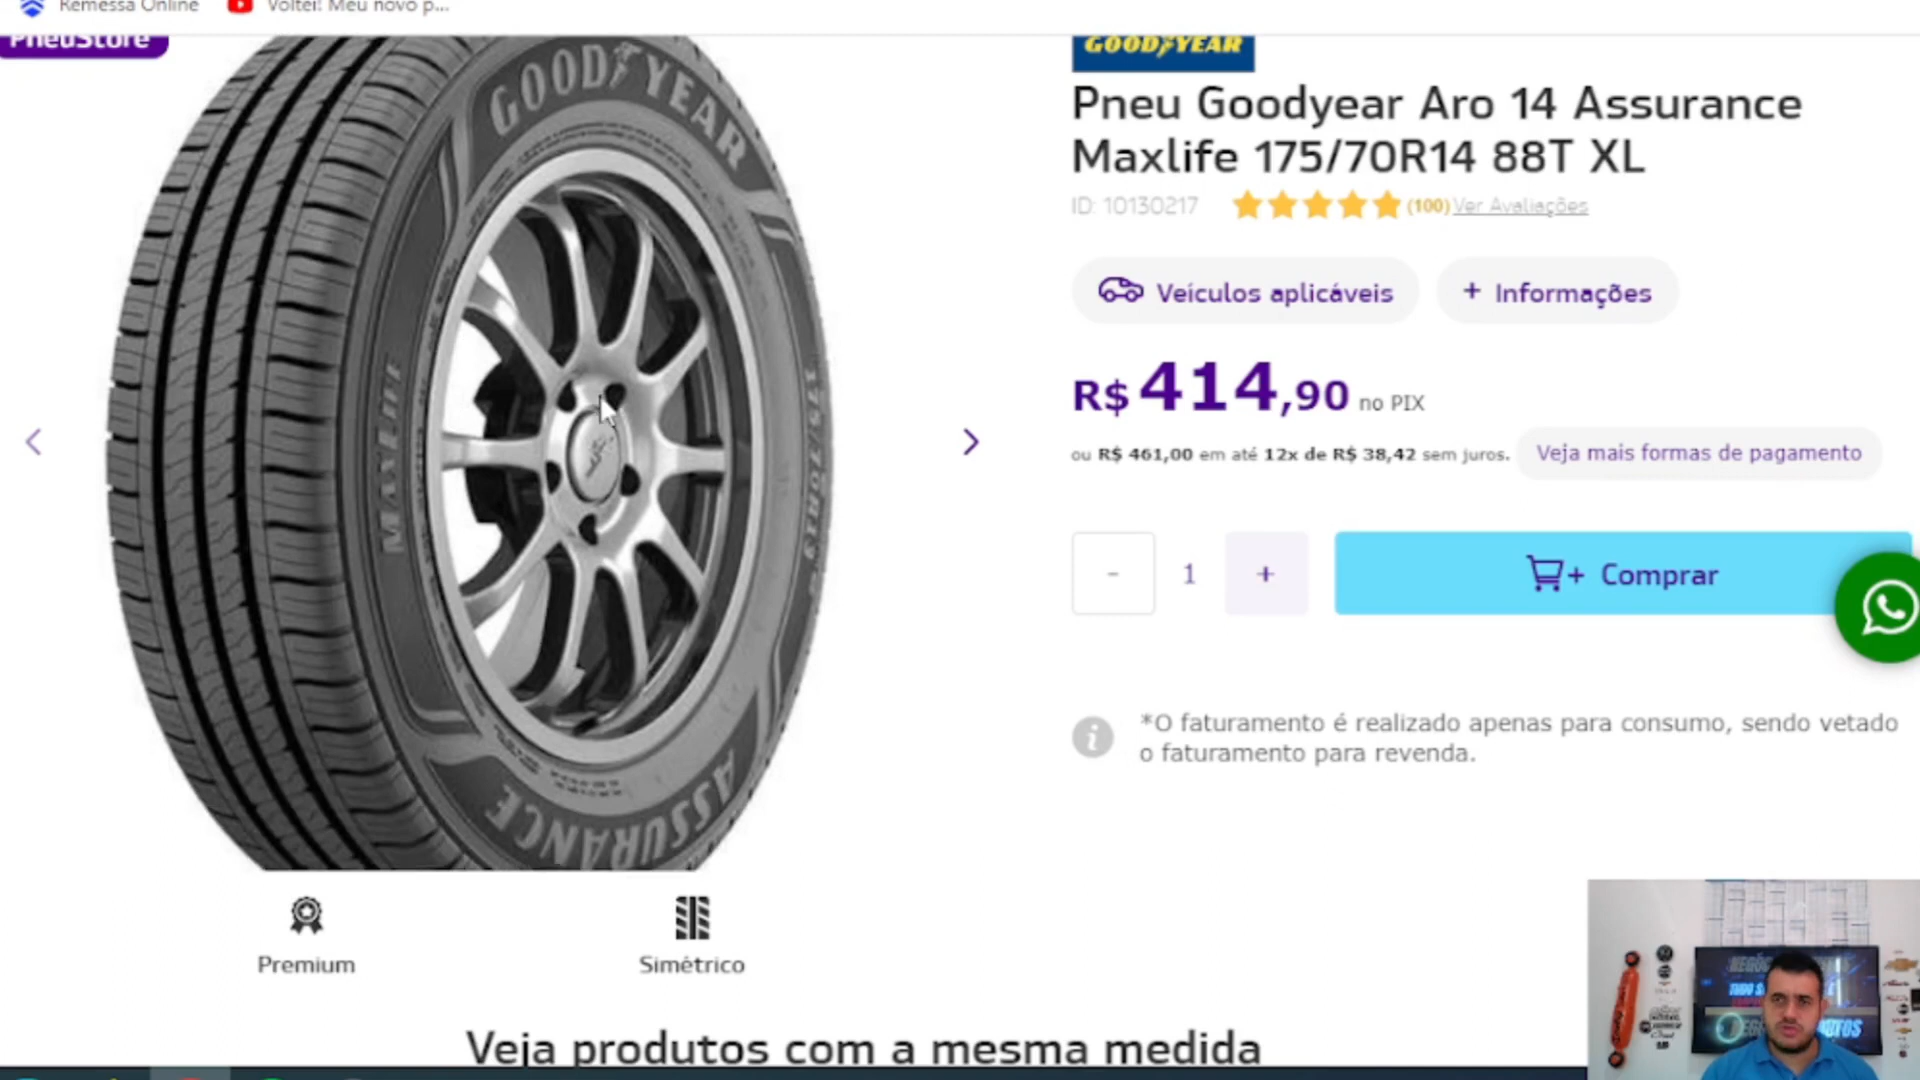 Remessa Online
Voltei! Meu novo p...
PneuStore
GOODYEAR
GOODYEAR
MAXLIFE
ASSURANCE
Pneu Goodyear Aro 14 Assurance
Maxlife 175/70R14 88T XL
ID: 10130217
(100) Ver Avaliações
Veículos aplicáveis
+ Informações
R$ 414,90 no PIX
ou R$ 461,00 em até 12x de R$ 38,42 sem juros.
Veja mais formas de pagamento
- 1 +
+ Comprar
*O faturamento é realizado apenas para consumo, sendo vetado
o faturamento para revenda.
Premium
Simétrico
Veja produtos com a mesma medida